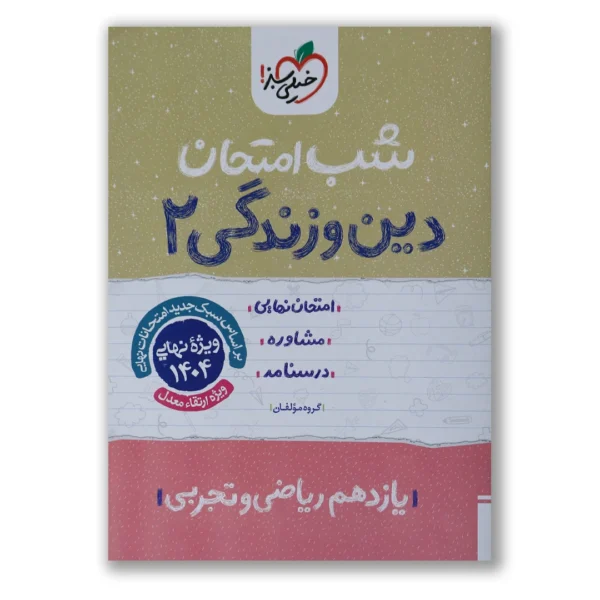 خیلی سبز!
شب امتحان
دین و زندگی ۲
امتحان نهایی
مشاوره
درسنامه
|گروه مؤلفان|
بر اساس سبک جدید امتحانات نهایی
ویژهٔ نهایی
۱۴۰۴
ویژه ارتقاء معدل
یازدهم ریاضی و تجربی